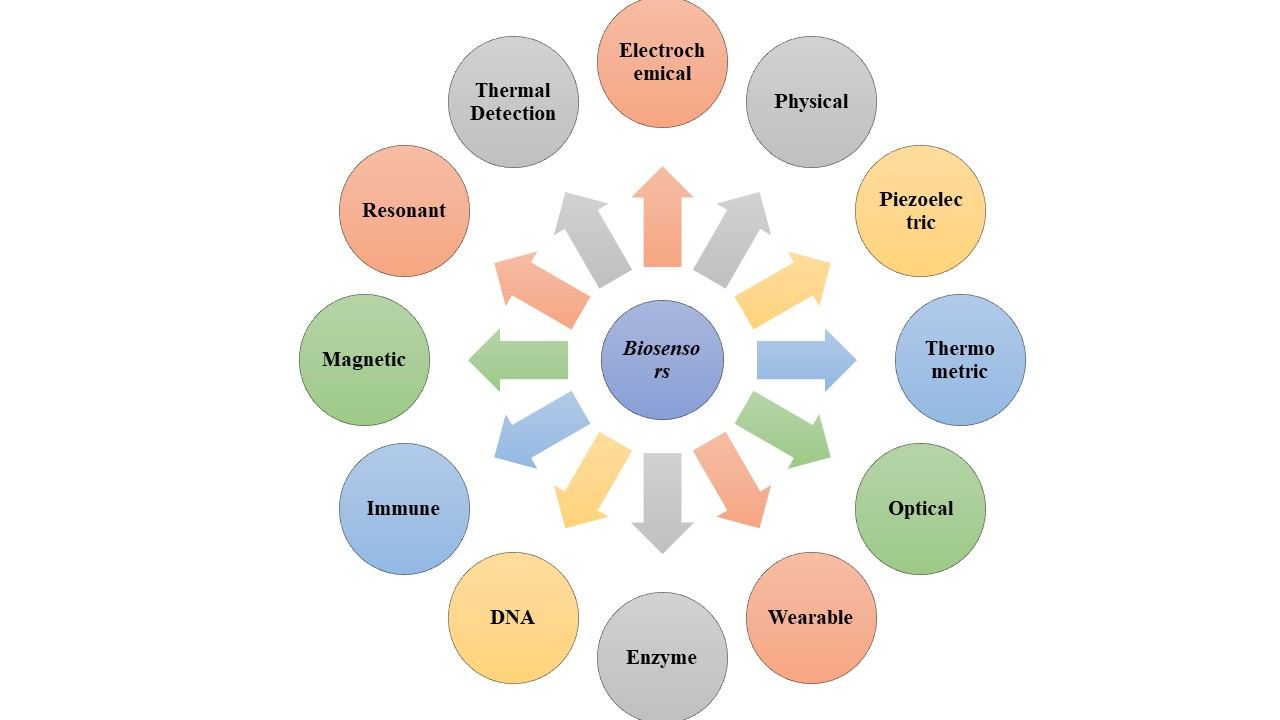 Electroch
emical
Physical
Piezoelec
tric
Thermo
metric
Optical
Wearable
Enzyme
DNA
Immune
Magnetic
Resonant
Thermal
Detection
Biosenso
rs